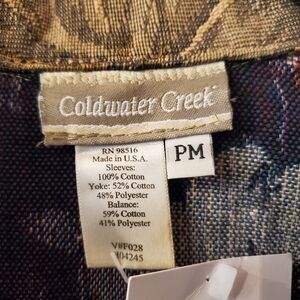 Coldwater Creek
PM
RN 98516
Made in U.S.A.
Sleeves:
100% Cotton
Yoke: 52% Cotton
48% Polyester
Balance:
59% Cotton
41% Polyester
V#F028